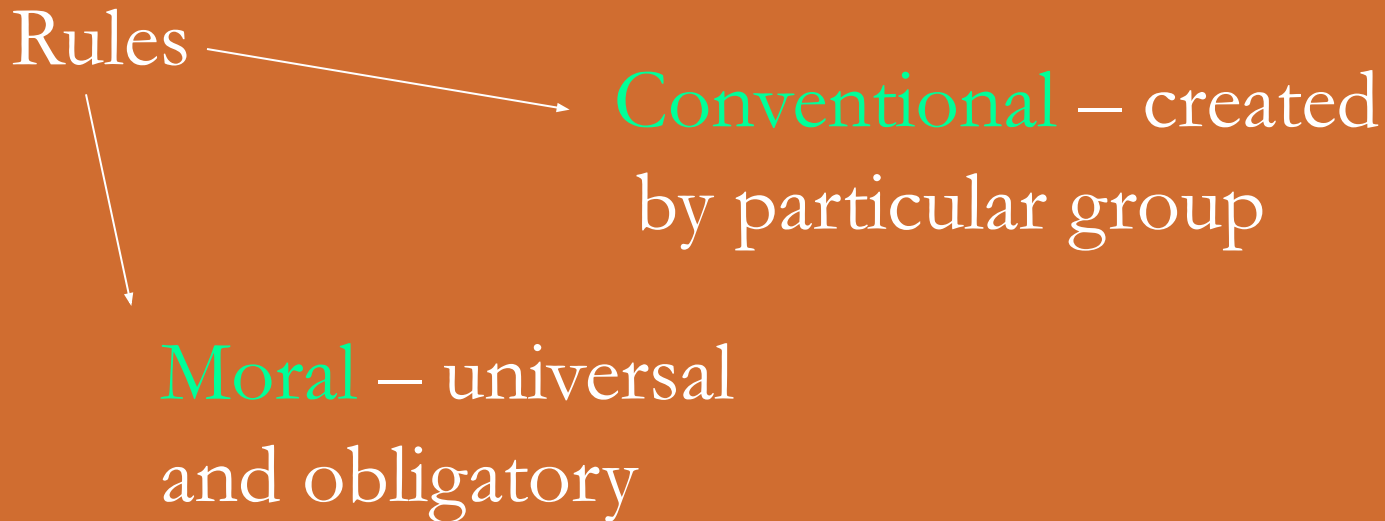 Rules
Conventional – created
by particular group
Moral – universal
and obligatory